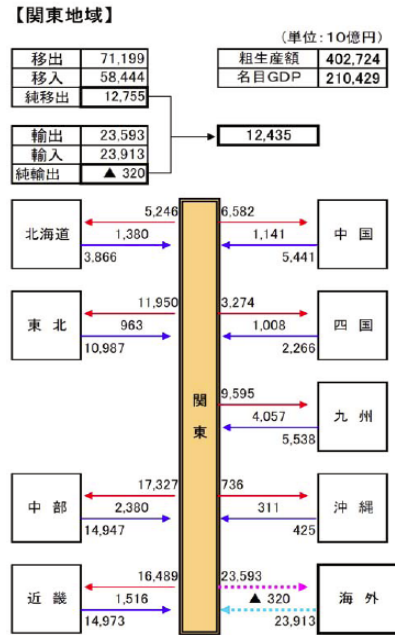 【関東地域】
(単位：10億円)
移出 71,199
移入 58,444
純移出 12,755
粗生産額 402,724
名目GDP 210,429
輸出 23,593
輸入 23,913
純輸出 ▲ 320
12,435
北海道
5,246
1,380
3,866
6,582
1,141
5,441
中国
東北
11,950
963
10,987
3,274
1,008
2,266
四国
関東
9,595
4,057
5,538
九州
中部
17,327
2,380
14,947
736
311
425
沖縄
近畿
16,489
1,516
14,973
23,593
▲ 320
23,913
海外